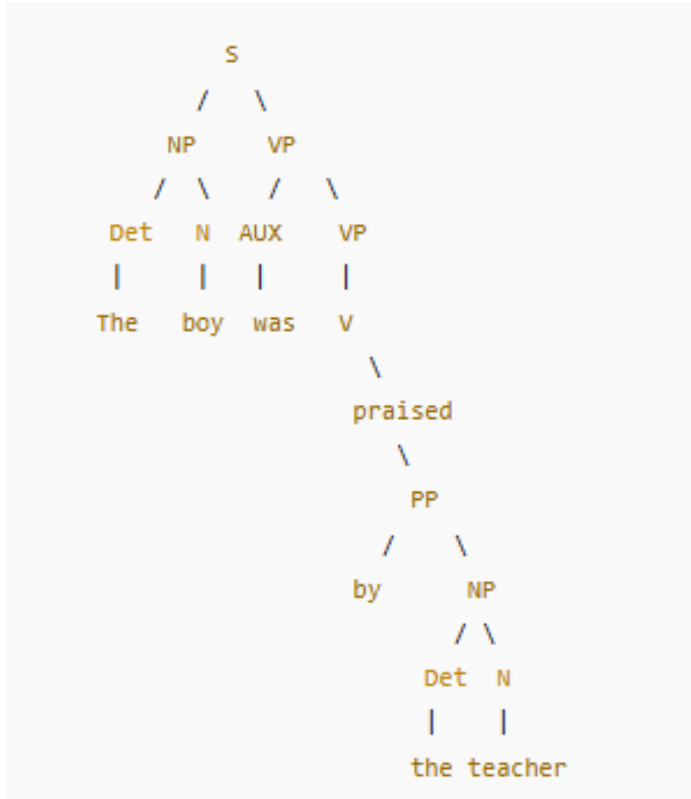 S
/ \
NP VP
/ \ / \
Det N AUX VP
| | | |
The boy was V
\
praised
\
PP
/ \
by NP
/ \
Det N
| |
the teacher